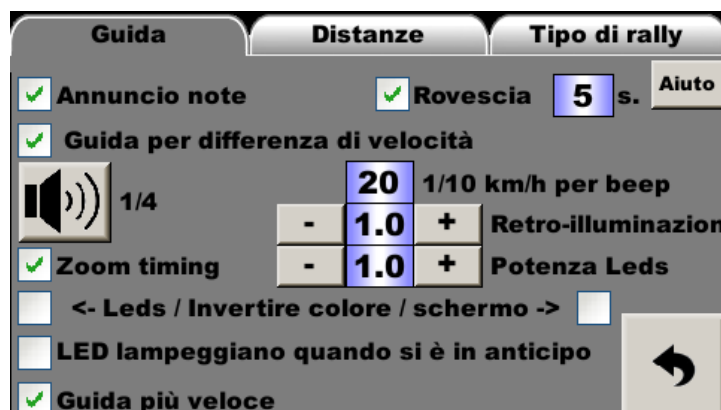 Guida Distanze Tipo di rally
Annuncio note Rovescia 5 s. Aiuto
Guida per differenza di velocità
20 1/10 km/h per beep
1/4
- 1.0 + Retro-illuminazion
Zoom timing - 1.0 + Potenza Leds
<- Leds / Invertire colore / schermo ->
LED lampeggiano quando si è in anticipo
Guida più veloce